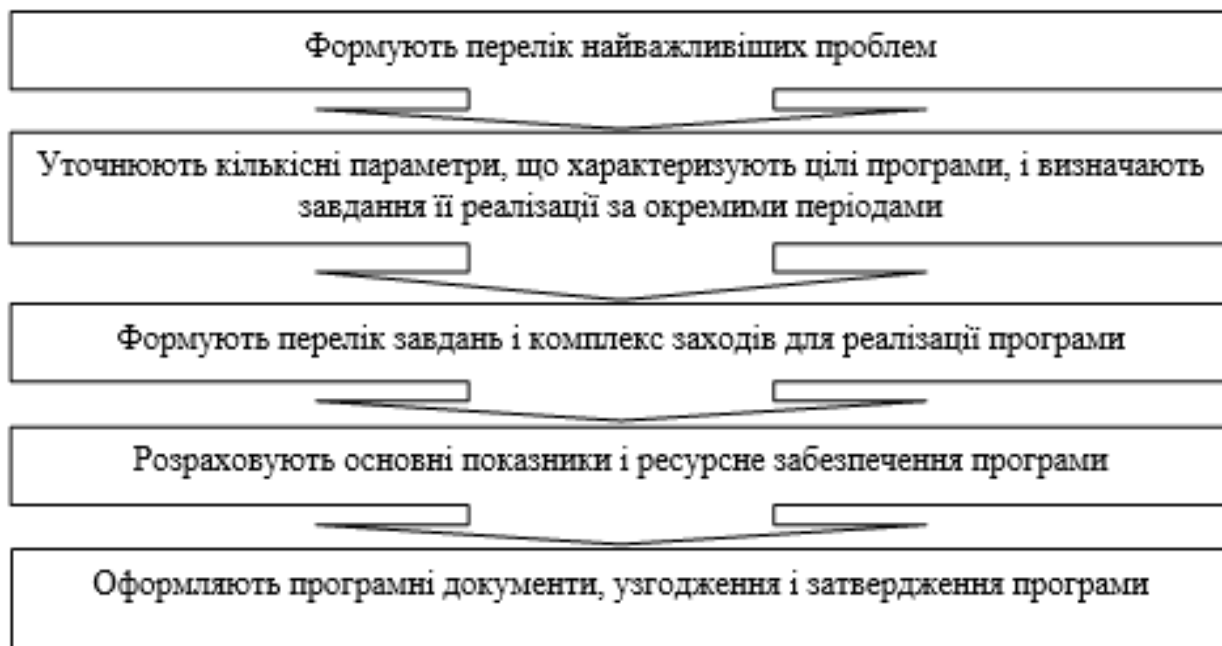 Формують перелік найважливіших проблем
Уточнюють кількісні параметри, що характеризують цілі програми, і визначають
завдання її реалізації за окремими періодами
Формують перелік завдань і комплекс заходів для реалізації програми
Розраховують основні показники і ресурсне забезпечення програми
Оформляють програмні документи, узгодження і затвердження програми